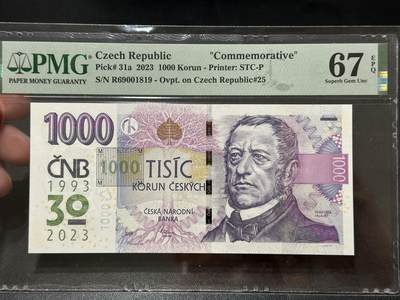 PMG
PAPER MONEY GUARANTY
Czech Republic "Commemorative"
Pick# 31a 2023 1000 Korun - Printer: STC-P
S/N R69001819 - Ovpt. on Czech Republic#25
67 EPQ
Superb Gem Unc
1000
ČNB
1993
30
2023
1000
TISÍC
KORUN ČESKÝCH
ČESKÁ NÁRODNÍ
BANKA
1000